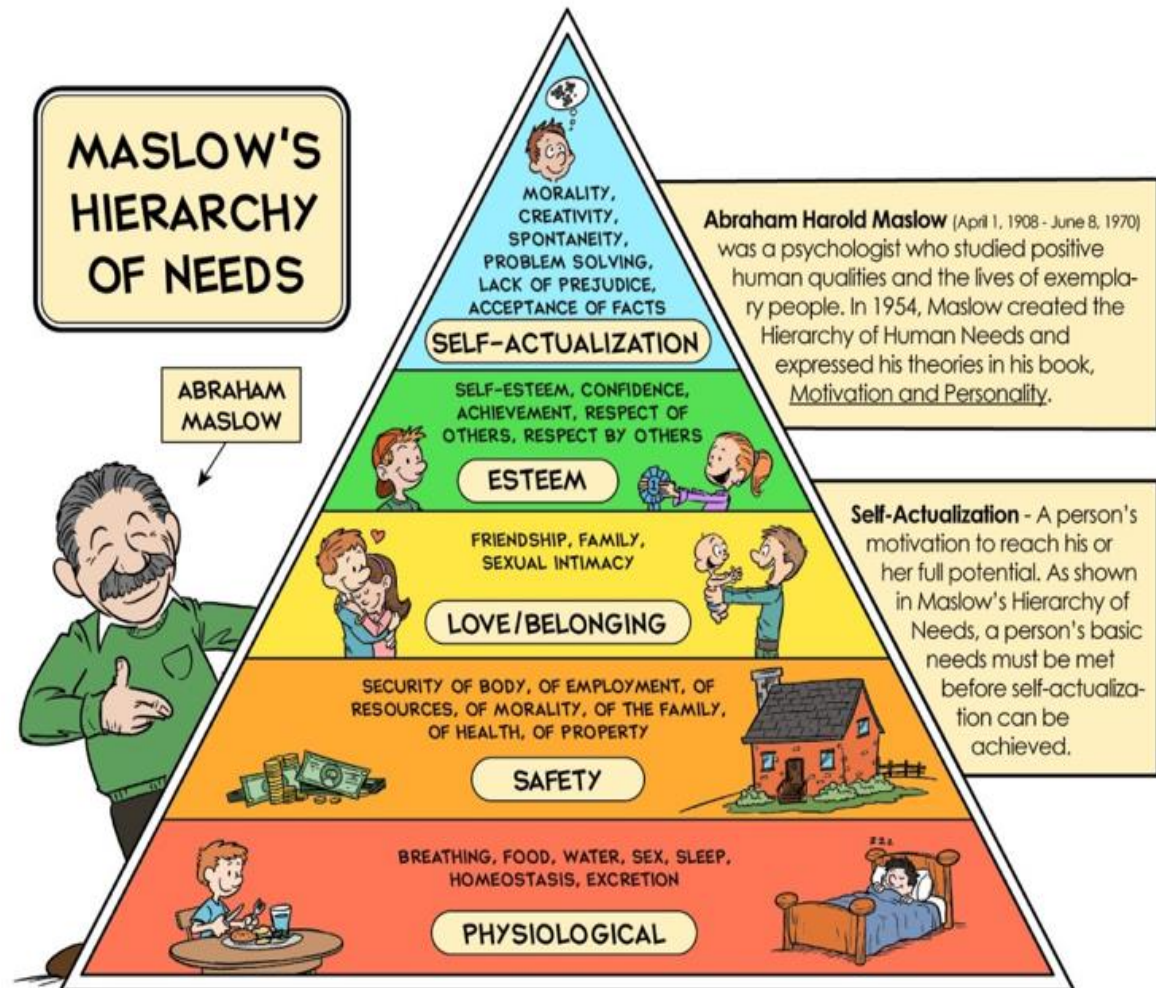 MASLOW'S
HIERARCHY
OF NEEDS
ABRAHAM
MASLOW
MORALITY,
CREATIVITY,
SPONTANEITY,
PROBLEM SOLVING,
LACK OF PREJUDICE,
ACCEPTANCE OF FACTS
SELF-ACTUALIZATION
SELF-ESTEEM, CONFIDENCE,
ACHIEVEMENT, RESPECT OF
OTHERS, RESPECT BY OTHERS
ESTEEM
FRIENDSHIP, FAMILY,
SEXUAL INTIMACY
LOVE/BELONGING
SECURITY OF BODY, OF EMPLOYMENT, OF
RESOURCES, OF MORALITY, OF THE FAMILY,
OF HEALTH, OF PROPERTY
SAFETY
BREATHING, FOOD, WATER, SEX, SLEEP,
HOMEOSTASIS, EXCRETION
PHYSIOLOGICAL
zzz
Abraham Harold Maslow (April 1, 1908 - June 8, 1970)
was a psychologist who studied positive
human qualities and the lives of exempla-
ry people. In 1954, Maslow created the
Hierarchy of Human Needs and
expressed his theories in his book,
Motivation and Personality.
Self-Actualization - A person's
motivation to reach his or
her full potential. As shown
in Maslow's Hierarchy of
Needs, a person's basic
needs must be met
before self-actualiza-
tion can be
achieved.